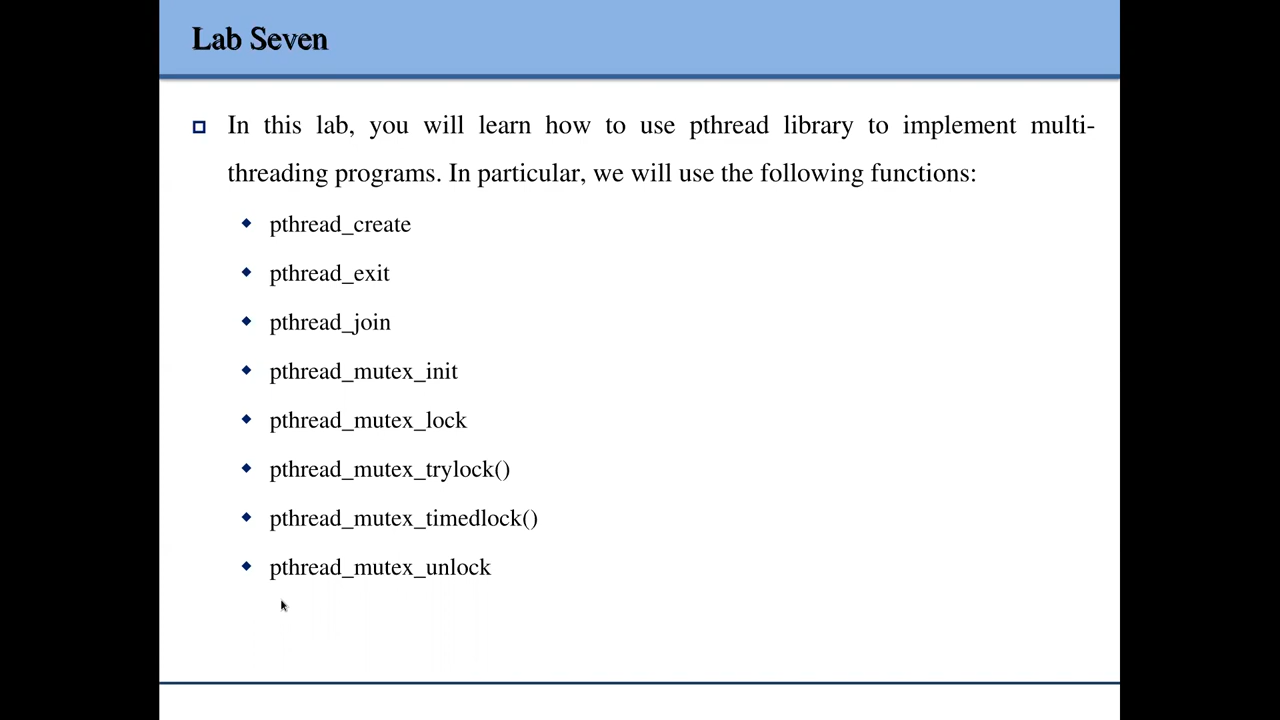 Lab Seven
In this lab, you will learn how to use pthread library to implement multi-
threading programs. In particular, we will use the following functions:
pthread_create
pthread_exit
pthread_join
pthread_mutex_init
pthread_mutex_lock
pthread_mutex_trylock()
pthread_mutex_timedlock()
pthread_mutex_unlock